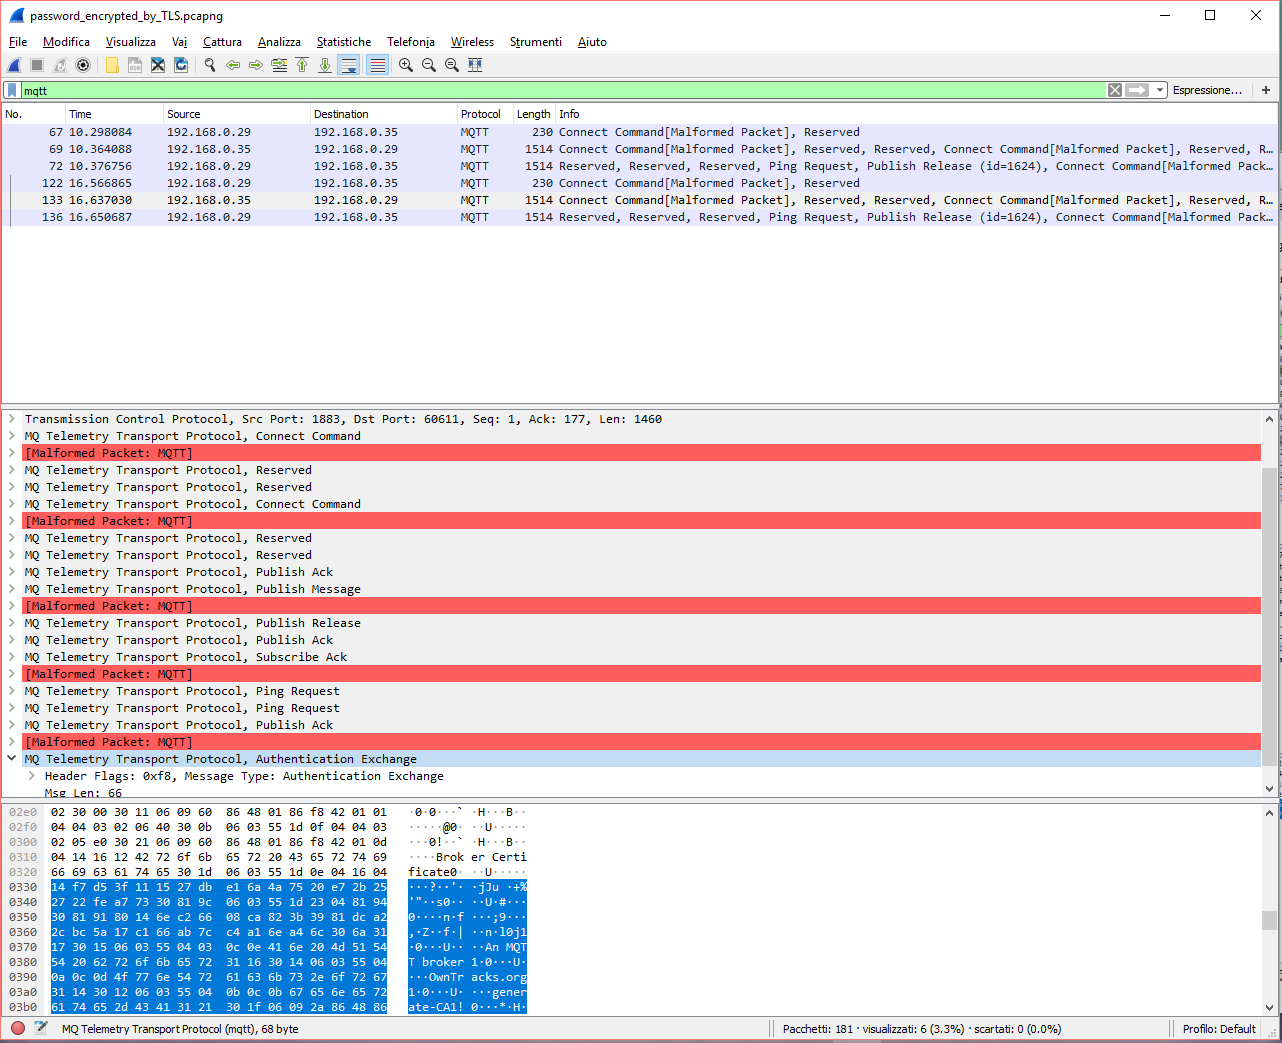 password_encrypted_by_TLS.pcapng
File Modifica Visualizza Vai Cattura Analizza Statistiche Telefonia Wireless Strumenti Aiuto
mqtt Espressione… +
No. Time Source Destination Protocol Length Info
67 10.298084 192.168.0.29 192.168.0.35 MQTT 230 Connect Command[Malformed Packet], Reserved
69 10.364088 192.168.0.35 192.168.0.29 MQTT 1514 Connect Command[Malformed Packet], Reserved, Reserved, Connect Command[Malformed Packet], Reserved, R…
72 10.376756 192.168.0.29 192.168.0.35 MQTT 1514 Reserved, Reserved, Reserved, Ping Request, Publish Release (id=1624), Connect Command[Malformed Pack…
122 16.566865 192.168.0.29 192.168.0.35 MQTT 230 Connect Command[Malformed Packet], Reserved
133 16.637030 192.168.0.35 192.168.0.29 MQTT 1514 Connect Command[Malformed Packet], Reserved, Reserved, Connect Command[Malformed Packet], Reserved, R…
136 16.650687 192.168.0.29 192.168.0.35 MQTT 1514 Reserved, Reserved, Reserved, Ping Request, Publish Release (id=1624), Connect Command[Malformed Pack…
Transmission Control Protocol, Src Port: 1883, Dst Port: 60611, Seq: 1, Ack: 177, Len: 1460
MQ Telemetry Transport Protocol, Connect Command
[Malformed Packet: MQTT]
MQ Telemetry Transport Protocol, Reserved
MQ Telemetry Transport Protocol, Reserved
MQ Telemetry Transport Protocol, Connect Command
[Malformed Packet: MQTT]
MQ Telemetry Transport Protocol, Reserved
MQ Telemetry Transport Protocol, Reserved
MQ Telemetry Transport Protocol, Publish Ack
MQ Telemetry Transport Protocol, Publish Message
[Malformed Packet: MQTT]
MQ Telemetry Transport Protocol, Publish Release
MQ Telemetry Transport Protocol, Publish Ack
MQ Telemetry Transport Protocol, Subscribe Ack
[Malformed Packet: MQTT]
MQ Telemetry Transport Protocol, Ping Request
MQ Telemetry Transport Protocol, Ping Request
MQ Telemetry Transport Protocol, Publish Ack
[Malformed Packet: MQTT]
MQ Telemetry Transport Protocol, Authentication Exchange
Header Flags: 0xf8, Message Type: Authentication Exchange
Msg Len: 66
02e0 02 30 00 30 11 06 09 60 86 48 01 86 f8 42 01 01 ·0·0···` ·H···B··
02f0 04 04 03 02 06 40 30 0b 06 03 55 1d 0f 04 04 03 ·····@0· ··U·····
0300 02 05 e0 30 21 06 09 60 86 48 01 86 f8 42 01 0d ···0!··` ·H···B··
0310 04 14 16 12 42 72 6f 6b 65 72 20 43 65 72 74 69 ····Brok er Certi
0320 66 69 63 61 74 65 30 1d 06 03 55 1d 0e 04 16 04 ficate0· ··U·····
0330 14 f7 d5 3f 11 15 27 db e1 6a 4a 75 20 e7 2b 25 ···?··'· ·jJu ·+%
0340 27 22 fe a7 73 30 81 9c 06 03 55 1d 23 04 81 94 '"··s0·· ··U·#···
0350 30 81 91 80 14 6e c2 66 08 ca 82 3b 39 81 dc a2 0····n·f ···;9···
0360 2c bc 5a 17 c1 66 ab 7c c4 a1 6e a4 6c 30 6a 31 ,·Z··f·| ··n·l0j1
0370 17 30 15 06 03 55 04 03 0c 0e 41 6e 20 4d 51 54 ·0···U·· ··An MQT
0380 54 20 62 72 6f 6b 65 72 31 16 30 14 06 03 55 04 T broker 1·0···U·
0390 0a 0c 0d 4f 77 6e 54 72 61 63 6b 73 2e 6f 72 67 ···OwnTr acks.org
03a0 31 14 30 12 06 03 55 04 0b 0c 0b 67 65 6e 65 72 1·0···U· ···gener
03b0 61 74 65 2d 43 41 31 21 30 1f 06 09 2a 86 48 86 ate-CA1! 0···*·H·
MQ Telemetry Transport Protocol (mqtt), 68 byte Pacchetti: 181 · visualizzati: 6 (3.3%) · scartati: 0 (0.0%) Profilo: Default